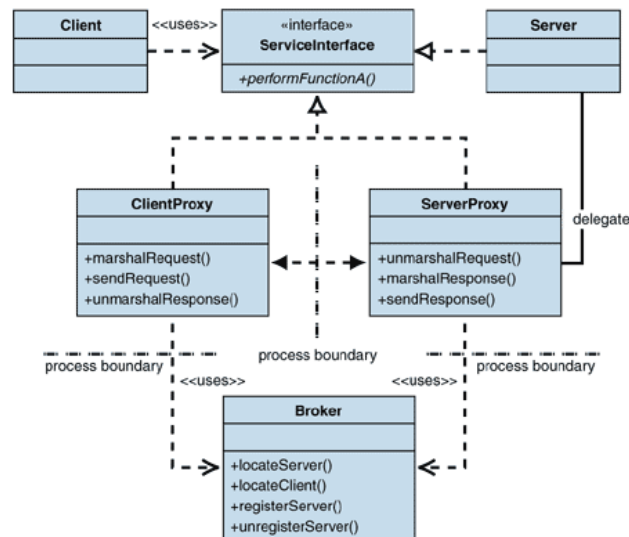 Client
<<uses>>
«interface»
ServiceInterface
+performFunctionA()
Server
ClientProxy
+marshalRequest()
+sendRequest()
+unmarshalResponse()
ServerProxy
+unmarshalRequest()
+marshalResponse()
+sendResponse()
delegate
process boundary
process boundary
process boundary
<<uses>>
<<uses>>
Broker
+locateServer()
+locateClient()
+registerServer()
+unregisterServer()